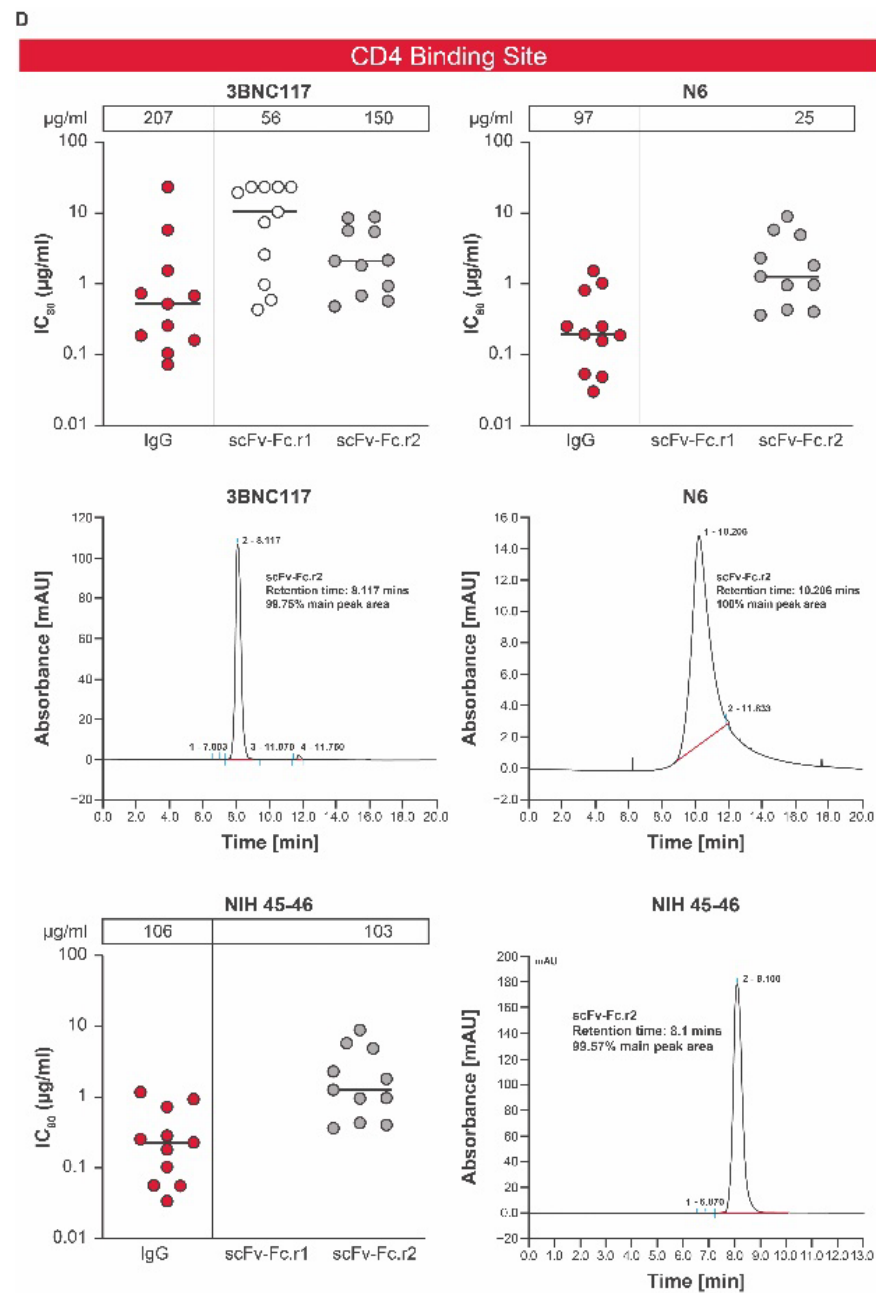 D
CD4 Binding Site
3BNC117
µg/ml 207 56 150
100
10
1
0.1
0.01
IC80 (µg/ml)
IgG scFv-Fc.r1 scFv-Fc.r2
N6
µg/ml 97 25
100
10
1
0.1
0.01
IC80 (µg/ml)
IgG scFv-Fc.r1 scFv-Fc.r2
3BNC117
120
100
80
60
40
20
0
−20
Absorbance [mAU]
2 - 8.117
scFv-Fc.r2
Retention time: 8.117 mins
99.75% main peak area
1 - 7.003 3 - 11.070 4 - 11.750
0.0 2.0 4.0 6.0 8.0 10.0 12.0 14.0 16.0 18.0 20.0
Time [min]
N6
16.0
14.0
12.0
10.0
8.0
6.0
4.0
2.0
0.0
−2.0
Absorbance [mAU]
1 - 10.206
scFv-Fc.r2
Retention time: 10.206 mins
100% main peak area
2 - 11.833
0.0 2.0 4.0 6.0 8.0 10.0 12.0 14.0 16.0 18.0 20.0
Time [min]
NIH 45-46
µg/ml 106 103
100
10
1
0.1
0.01
IC80 (µg/ml)
IgG scFv-Fc.r1 scFv-Fc.r2
NIH 45-46
200
180
160
140
120
100
80
60
40
20
0
−20
Absorbance [mAU]
mAU
2 - 8.100
scFv-Fc.r2
Retention time: 8.1 mins
99.57% main peak area
1 - 6.870
0.0 1.0 2.0 3.0 4.0 5.0 6.0 7.0 8.0 9.0 10.0 11.0 12.0 13.0
Time [min]